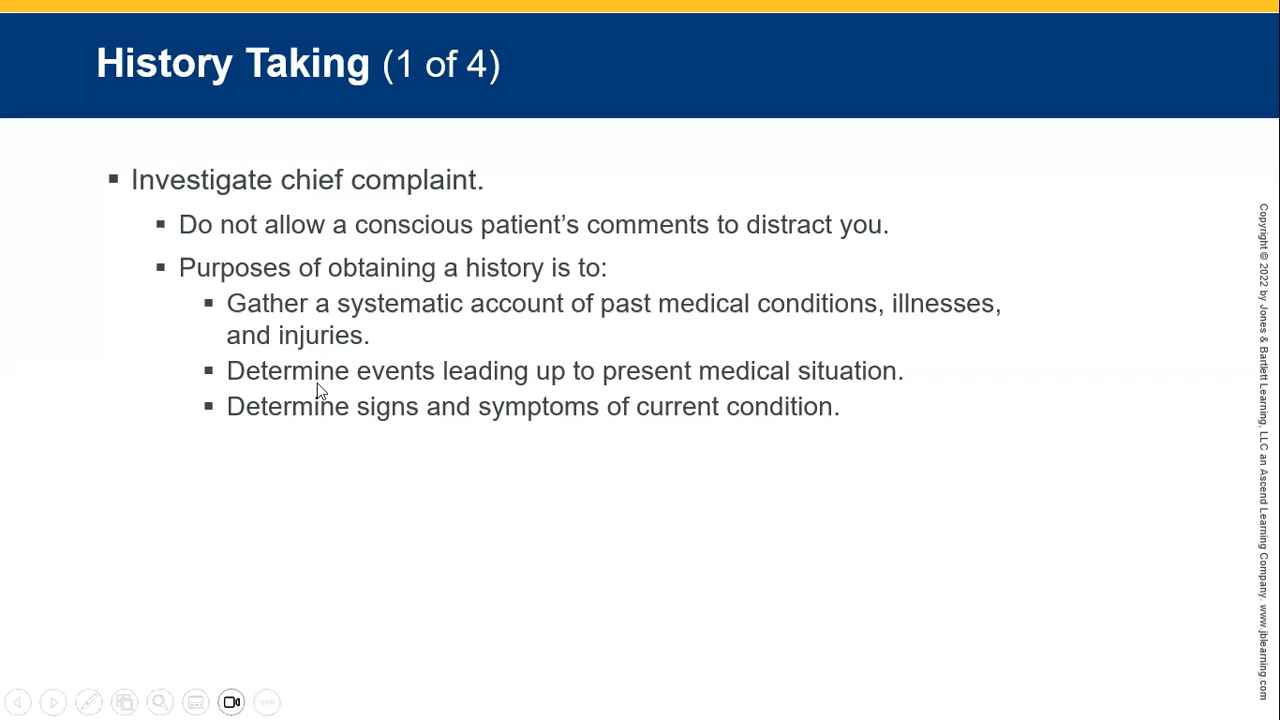 History Taking (1 of 4)
▪ Investigate chief complaint.
▪ Do not allow a conscious patient’s comments to distract you.
▪ Purposes of obtaining a history is to:
▪ Gather a systematic account of past medical conditions, illnesses,
and injuries.
▪ Determine events leading up to present medical situation.
▪ Determine signs and symptoms of current condition.
Copyright © 2022 by Jones & Bartlett Learning, LLC an Ascend Learning Company. www.jblearning.com